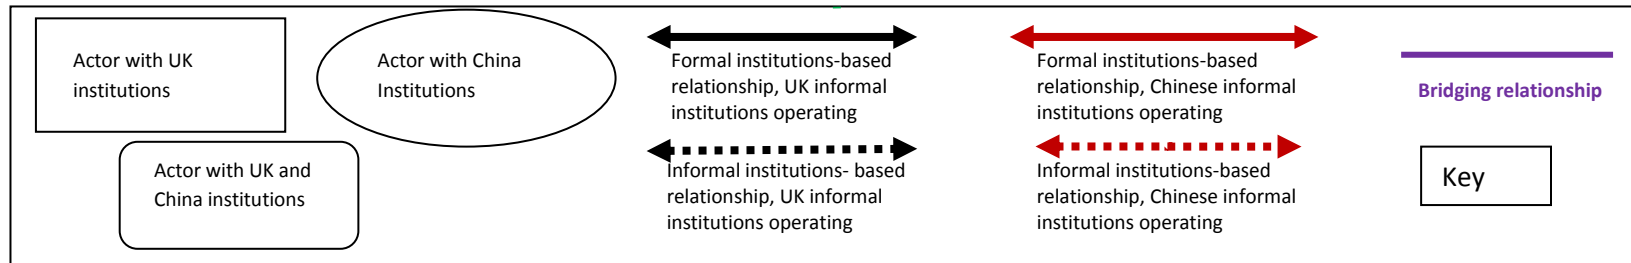 Actor with UK
institutions
Actor with China
Institutions
Actor with UK and
China institutions
Formal institutions-based
relationship, UK informal
institutions operating
Informal institutions- based
relationship, UK informal
institutions operating
Formal institutions-based
relationship, Chinese informal
institutions operating
Informal institutions-based
relationship, Chinese informal
institutions operating
Bridging relationship
Key